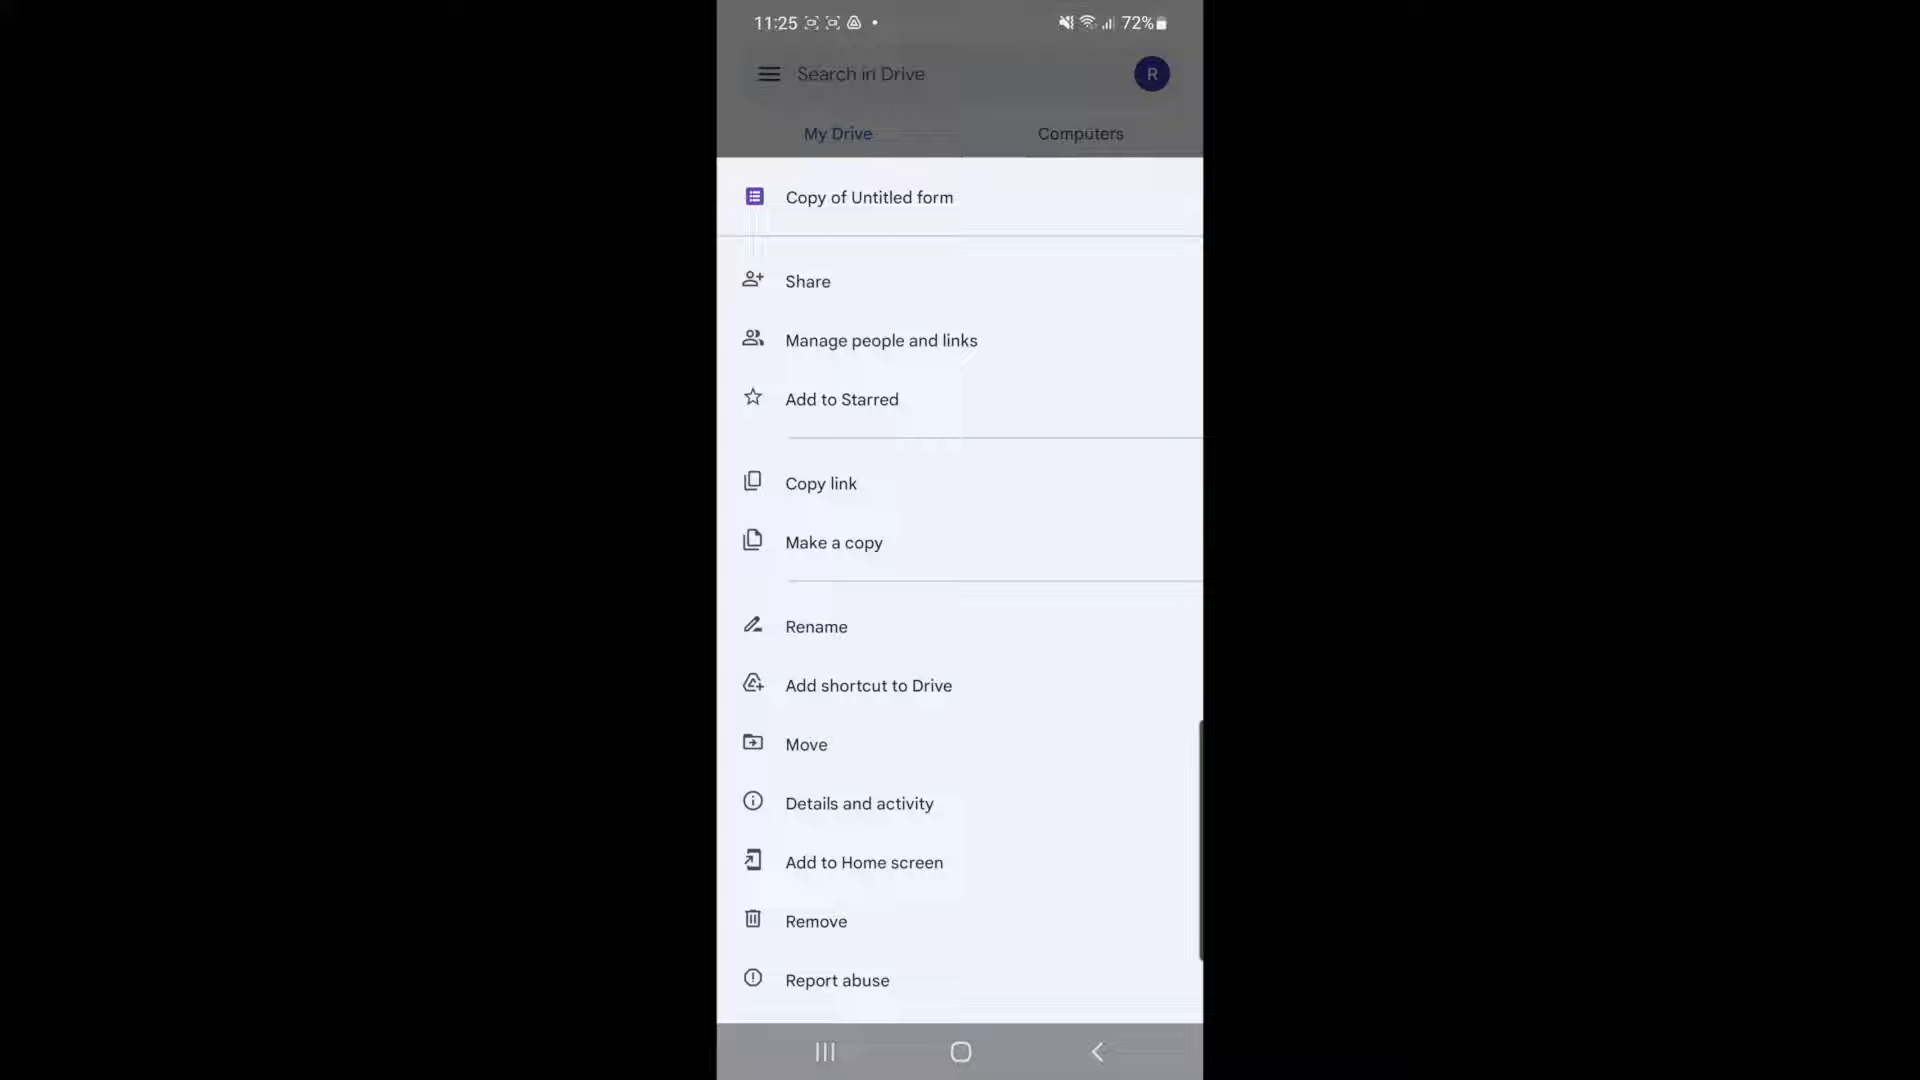 11:25 72%
Search in Drive R
My Drive Computers
Copy of Untitled form
Share
Manage people and links
Add to Starred
Copy link
Make a copy
Rename
Add shortcut to Drive
Move
Details and activity
Add to Home screen
Remove
Report abuse